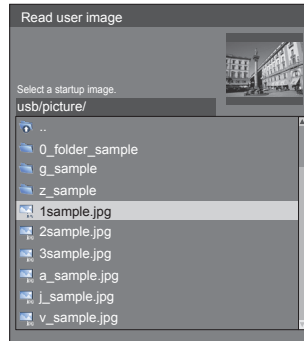 Read user image
Select a startup image.
usb/picture/
..
0_folder_sample
g_sample
z_sample
1sample.jpg
2sample.jpg
3sample.jpg
a_sample.jpg
j_sample.jpg
v_sample.jpg